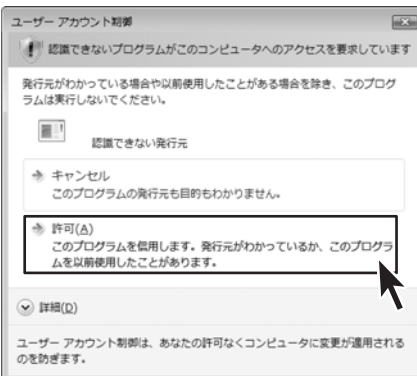 ユーザー アカウント制御
認識できないプログラムがこのコンピュータへのアクセスを要求しています
発行元がわかっている場合や以前使用したことがある場合を除き、このプログ
ラムは実行しないでください。
認識できない発行元
キャンセル
このプログラムの発行元も目的もわかりません。
許可(A)
このプログラムを信用します。発行元がわかっているか、このプログラ
ムを以前使用したことがあります。
詳細(D)
ユーザー アカウント制御は、あなたの許可なくコンピュータに変更が適用される
のを防ぎます。